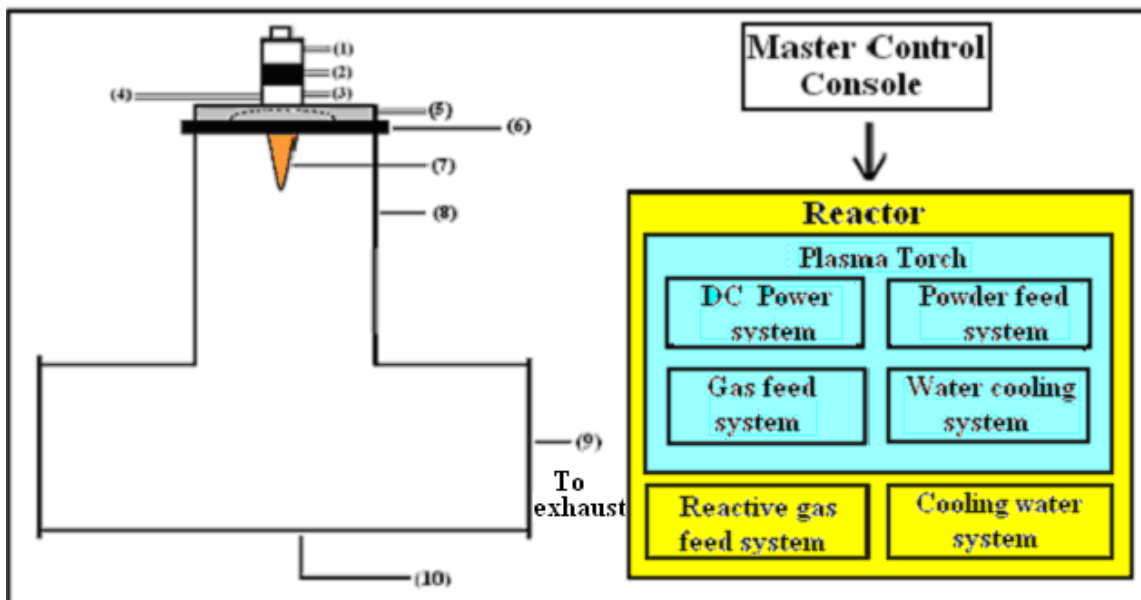 (1)
(2)
(4)
(3)
(5)
(6)
(7)
(8)
(9)
To
exhaust
(10)
Master Control
Console
Reactor
Plasma Torch
DC Power
system
Powder feed
system
Gas feed
system
Water cooling
system
Reactive gas
feed system
Cooling water
system